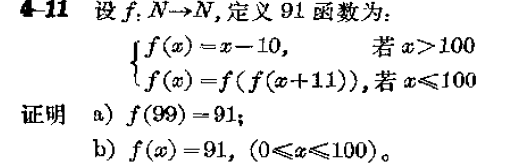 4-11 设 f: N→N, 定义 91 函数为:
f(x)=x-10, 若 x>100
f(x)=f(f(x+11)), 若 x≤100
证明 a) f(99)=91;
b) f(x)=91, (0≤x≤100)。